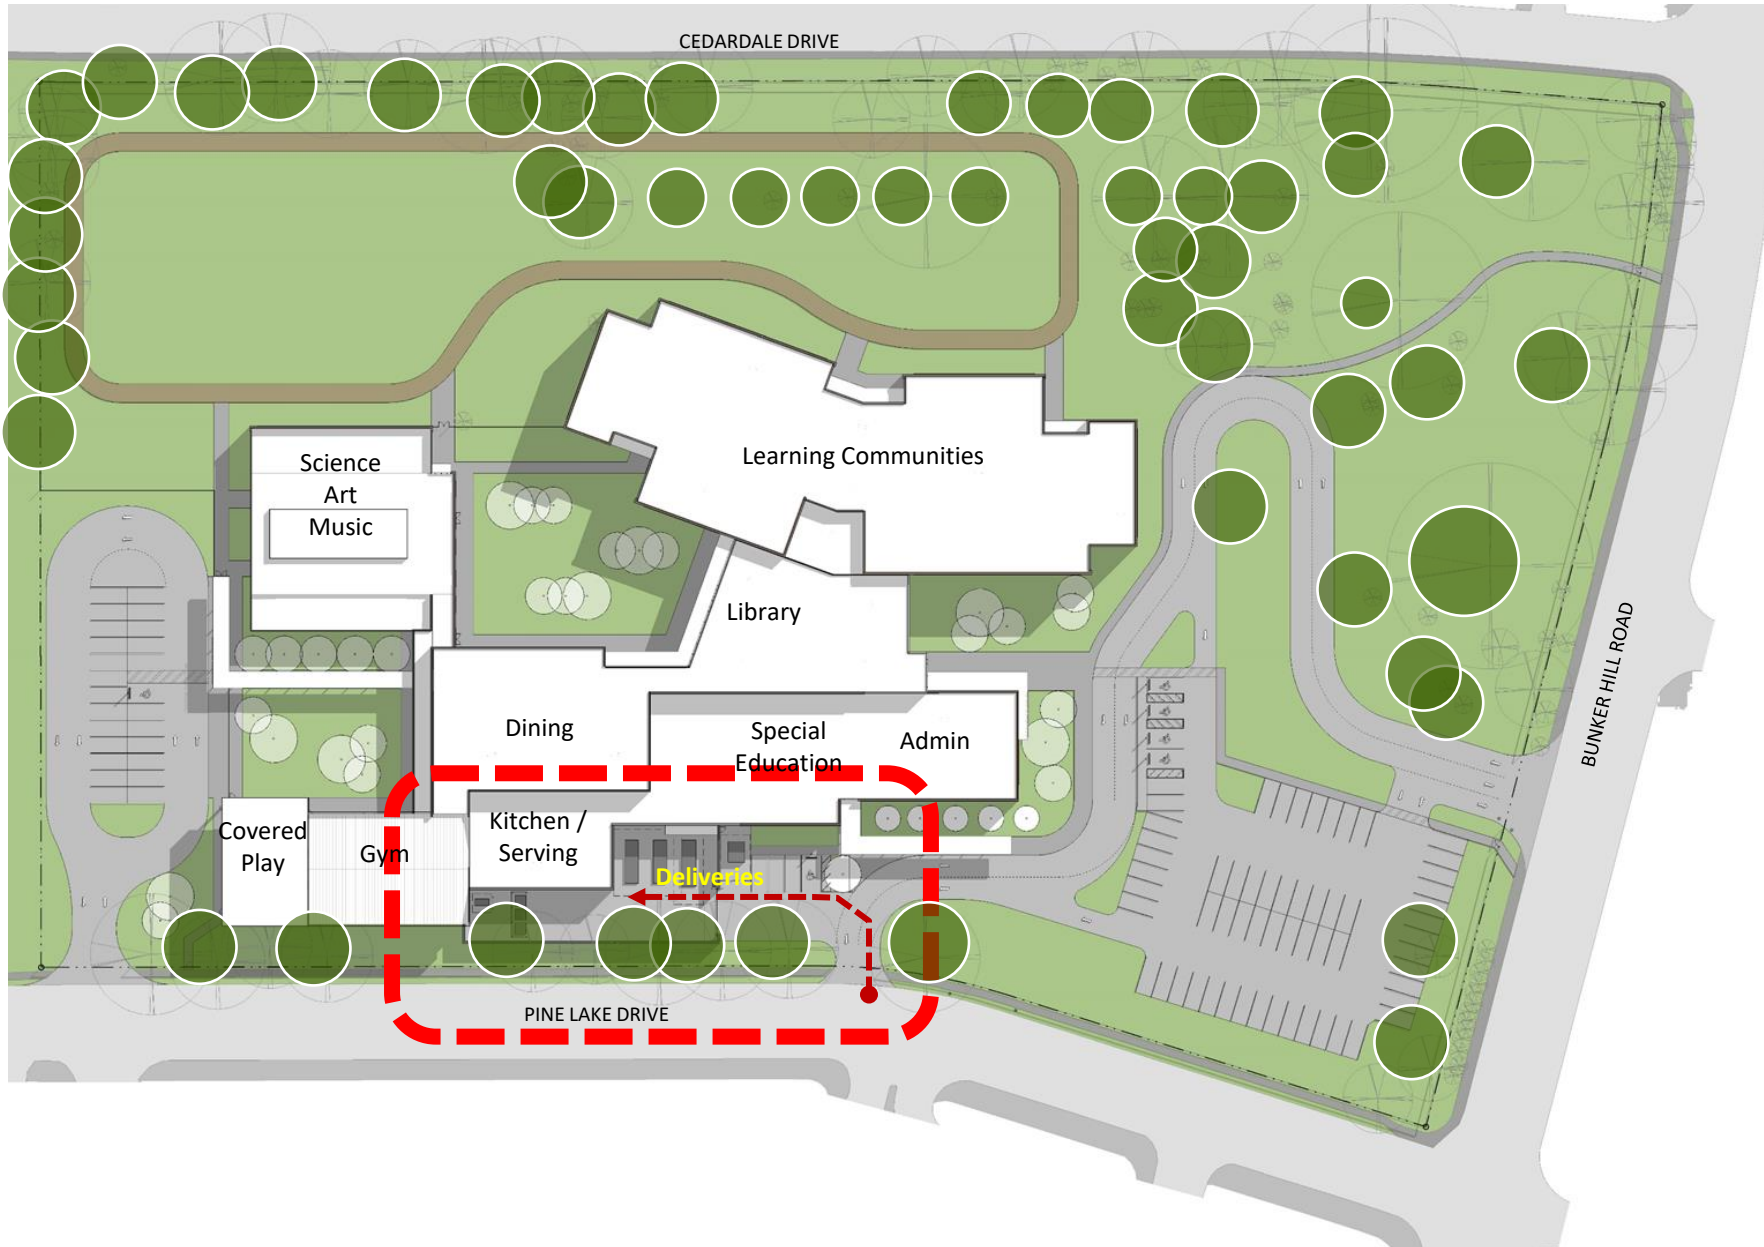 CEDARDALE DRIVE
Science
Art
Music
Learning Communities
Library
BUNKER HILL ROAD
Dining
Special
Education
Admin
Covered
Play
Gym
Kitchen /
Serving
Deliveries
PINE LAKE DRIVE